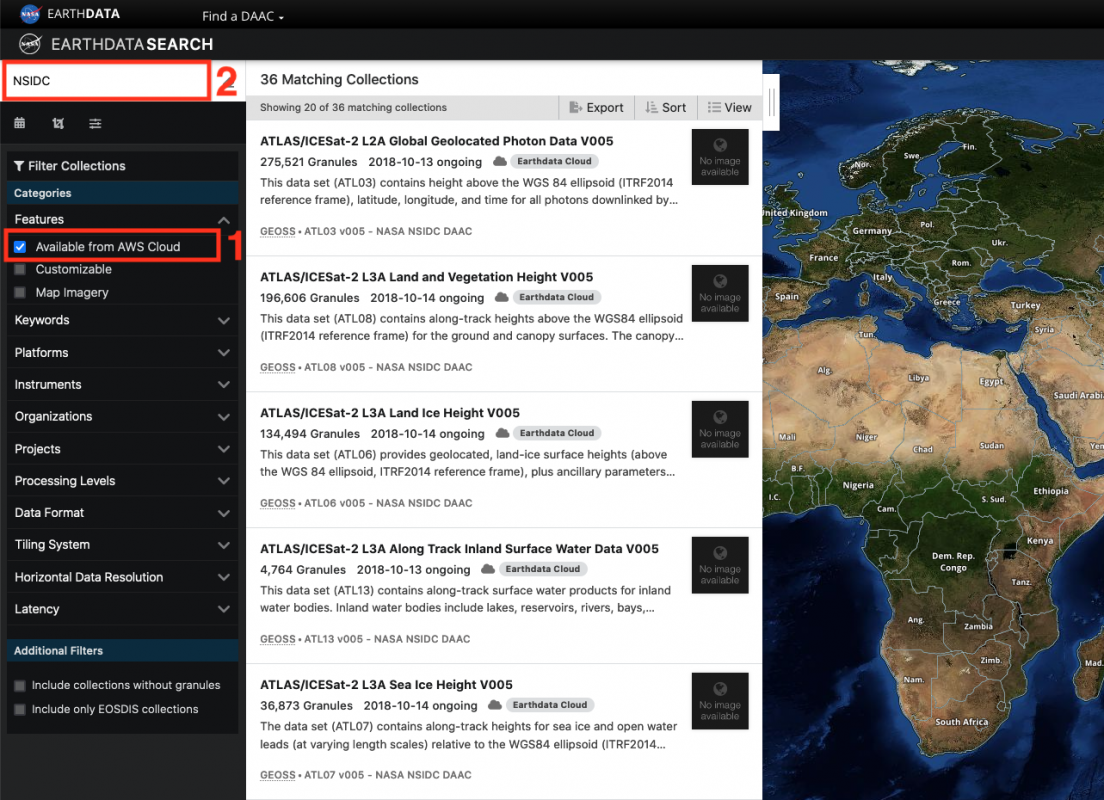 NASA EARTHDATA
Find a DAAC
NASA EARTHDATA SEARCH
NSIDC
2
Filter Collections
Categories
Features
Available from AWS Cloud
1
Customizable
Map Imagery
Keywords
Platforms
Instruments
Organizations
Projects
Processing Levels
Data Format
Tiling System
Horizontal Data Resolution
Latency
Additional Filters
Include collections without granules
Include only EOSDIS collections
36 Matching Collections
Showing 20 of 36 matching collections
Export
Sort
View
ATLAS/ICESat-2 L2A Global Geolocated Photon Data V005
275,521 Granules 2018-10-13 ongoing Earthdata Cloud
This data set (ATL03) contains height above the WGS 84 ellipsoid (ITRF2014
reference frame), latitude, longitude, and time for all photons downlinked by...
GEOSS • ATL03 v005 - NASA NSIDC DAAC
No image
available
ATLAS/ICESat-2 L3A Land and Vegetation Height V005
196,606 Granules 2018-10-14 ongoing Earthdata Cloud
This data set (ATL08) contains along-track heights above the WGS84 ellipsoid
(ITRF2014 reference frame) for the ground and canopy surfaces. The canopy...
GEOSS • ATL08 v005 - NASA NSIDC DAAC
No image
available
ATLAS/ICESat-2 L3A Land Ice Height V005
134,494 Granules 2018-10-14 ongoing Earthdata Cloud
This data set (ATL06) provides geolocated, land-ice surface heights (above
the WGS 84 ellipsoid, ITRF2014 reference frame), plus ancillary parameters...
GEOSS • ATL06 v005 - NASA NSIDC DAAC
No image
available
ATLAS/ICESat-2 L3A Along Track Inland Surface Water Data V005
4,764 Granules 2018-10-13 ongoing Earthdata Cloud
This data set (ATL13) contains along-track surface water products for inland
water bodies. Inland water bodies include lakes, reservoirs, rivers, bays,...
GEOSS • ATL13 v005 - NASA NSIDC DAAC
No image
available
ATLAS/ICESat-2 L3A Sea Ice Height V005
36,873 Granules 2018-10-14 ongoing Earthdata Cloud
The data set (ATL07) contains along-track heights for sea ice and open water
leads (at varying length scales) relative to the WGS84 ellipsoid (ITRF2014...
GEOSS • ATL07 v005 - NASA NSIDC DAAC
No image
available
Fin.
Swe.
Nor.
United Kingdom
Pol.
Germany
Ukr.
France
Rom.
Italy
Spain
Greece
Turkey
Syria
Tun.
Alg.
Libya
Egypt
Saudi Arabi
Mali
Niger
Chad
Sudan
Yem
B.F.
Nigeria
I.C.
S. Sud.
Ethiopia
Cam.
Kenya
Dem. Rep.
Congo
Tanz.
Ang.
Zambia
Zimb.
Mad.
Nam.
South Africa